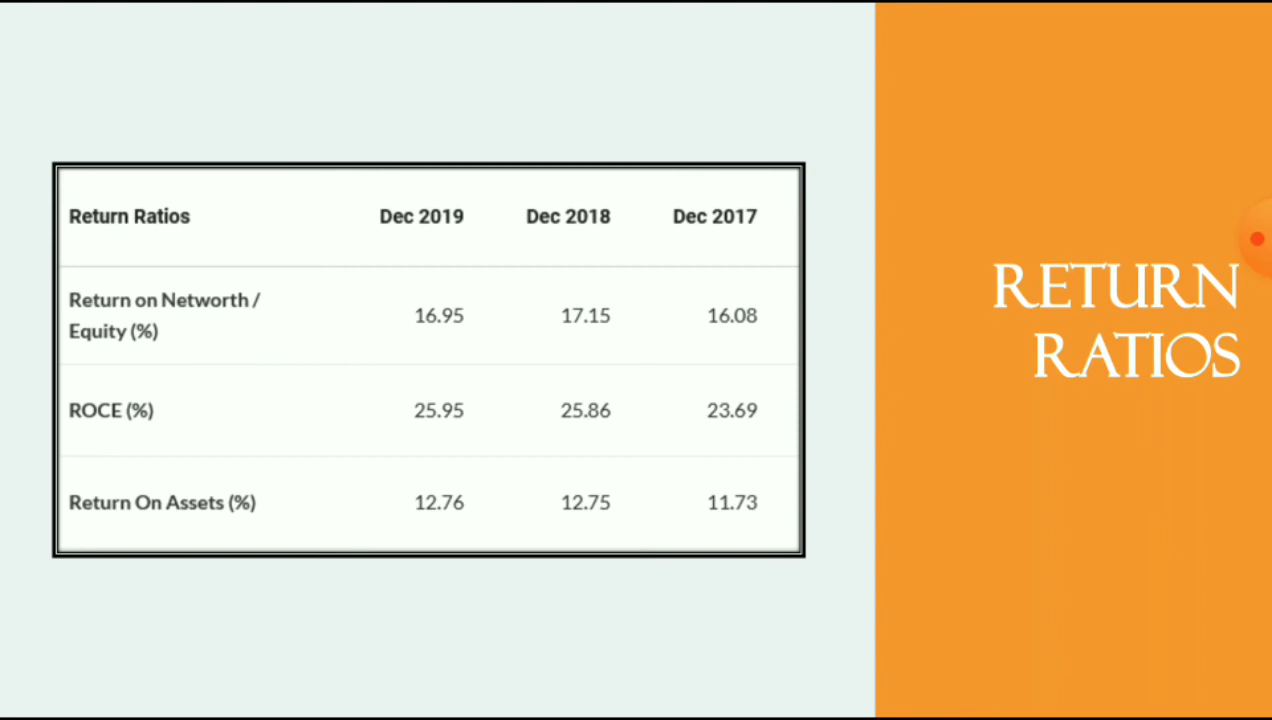 Return Ratios Dec 2019 Dec 2018 Dec 2017
Return on Networth /
Equity (%) 16.95 17.15 16.08
ROCE (%) 25.95 25.86 23.69
Return On Assets (%) 12.76 12.75 11.73
RETURN
RATIOS